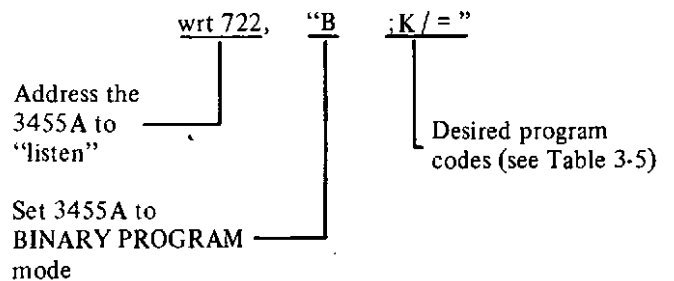 wrt 722, “B ;K/=”
Address the
3455A to
“listen”
Desired program
codes (see Table 3-5)
Set 3455A to
BINARY PROGRAM
mode